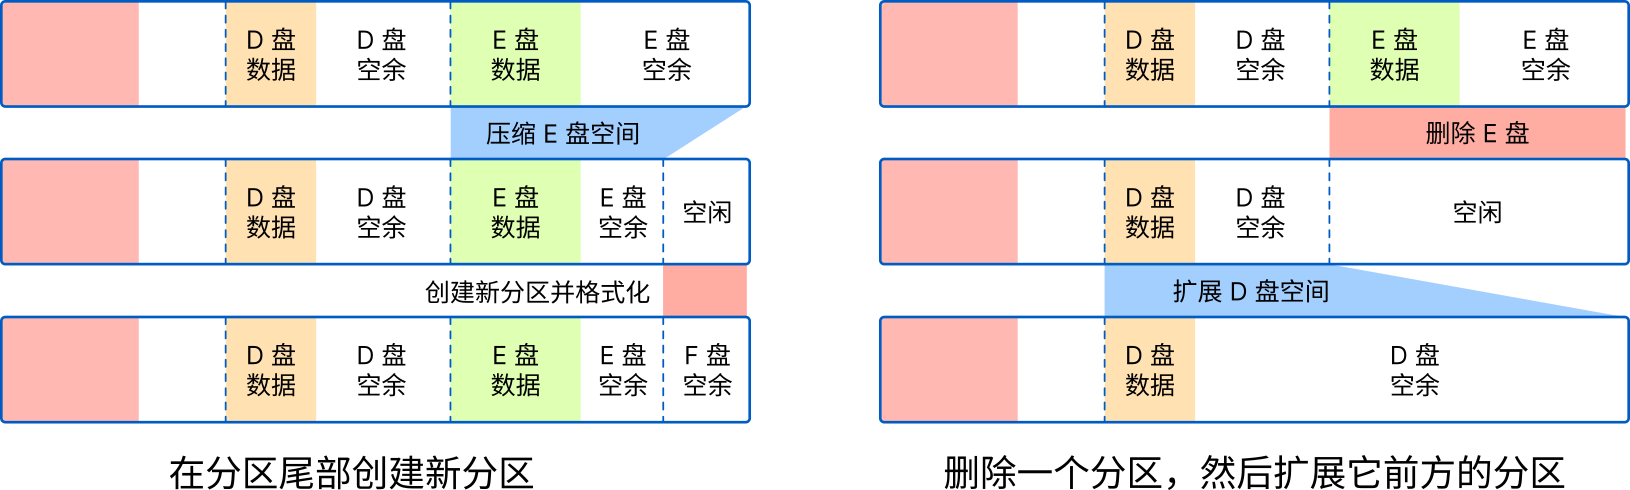 D 盘
数据
D 盘
空余
E 盘
数据
E 盘
空余
压缩 E 盘空间
D 盘
数据
D 盘
空余
E 盘
数据
E 盘
空余
空闲
创建新分区并格式化
D 盘
数据
D 盘
空余
E 盘
数据
E 盘
空余
F 盘
空余
在分区尾部创建新分区
D 盘
数据
D 盘
空余
E 盘
数据
E 盘
空余
删除 E 盘
D 盘
数据
D 盘
空余
空闲
扩展 D 盘空间
D 盘
数据
D 盘
空余
删除一个分区，然后扩展它前方的分区